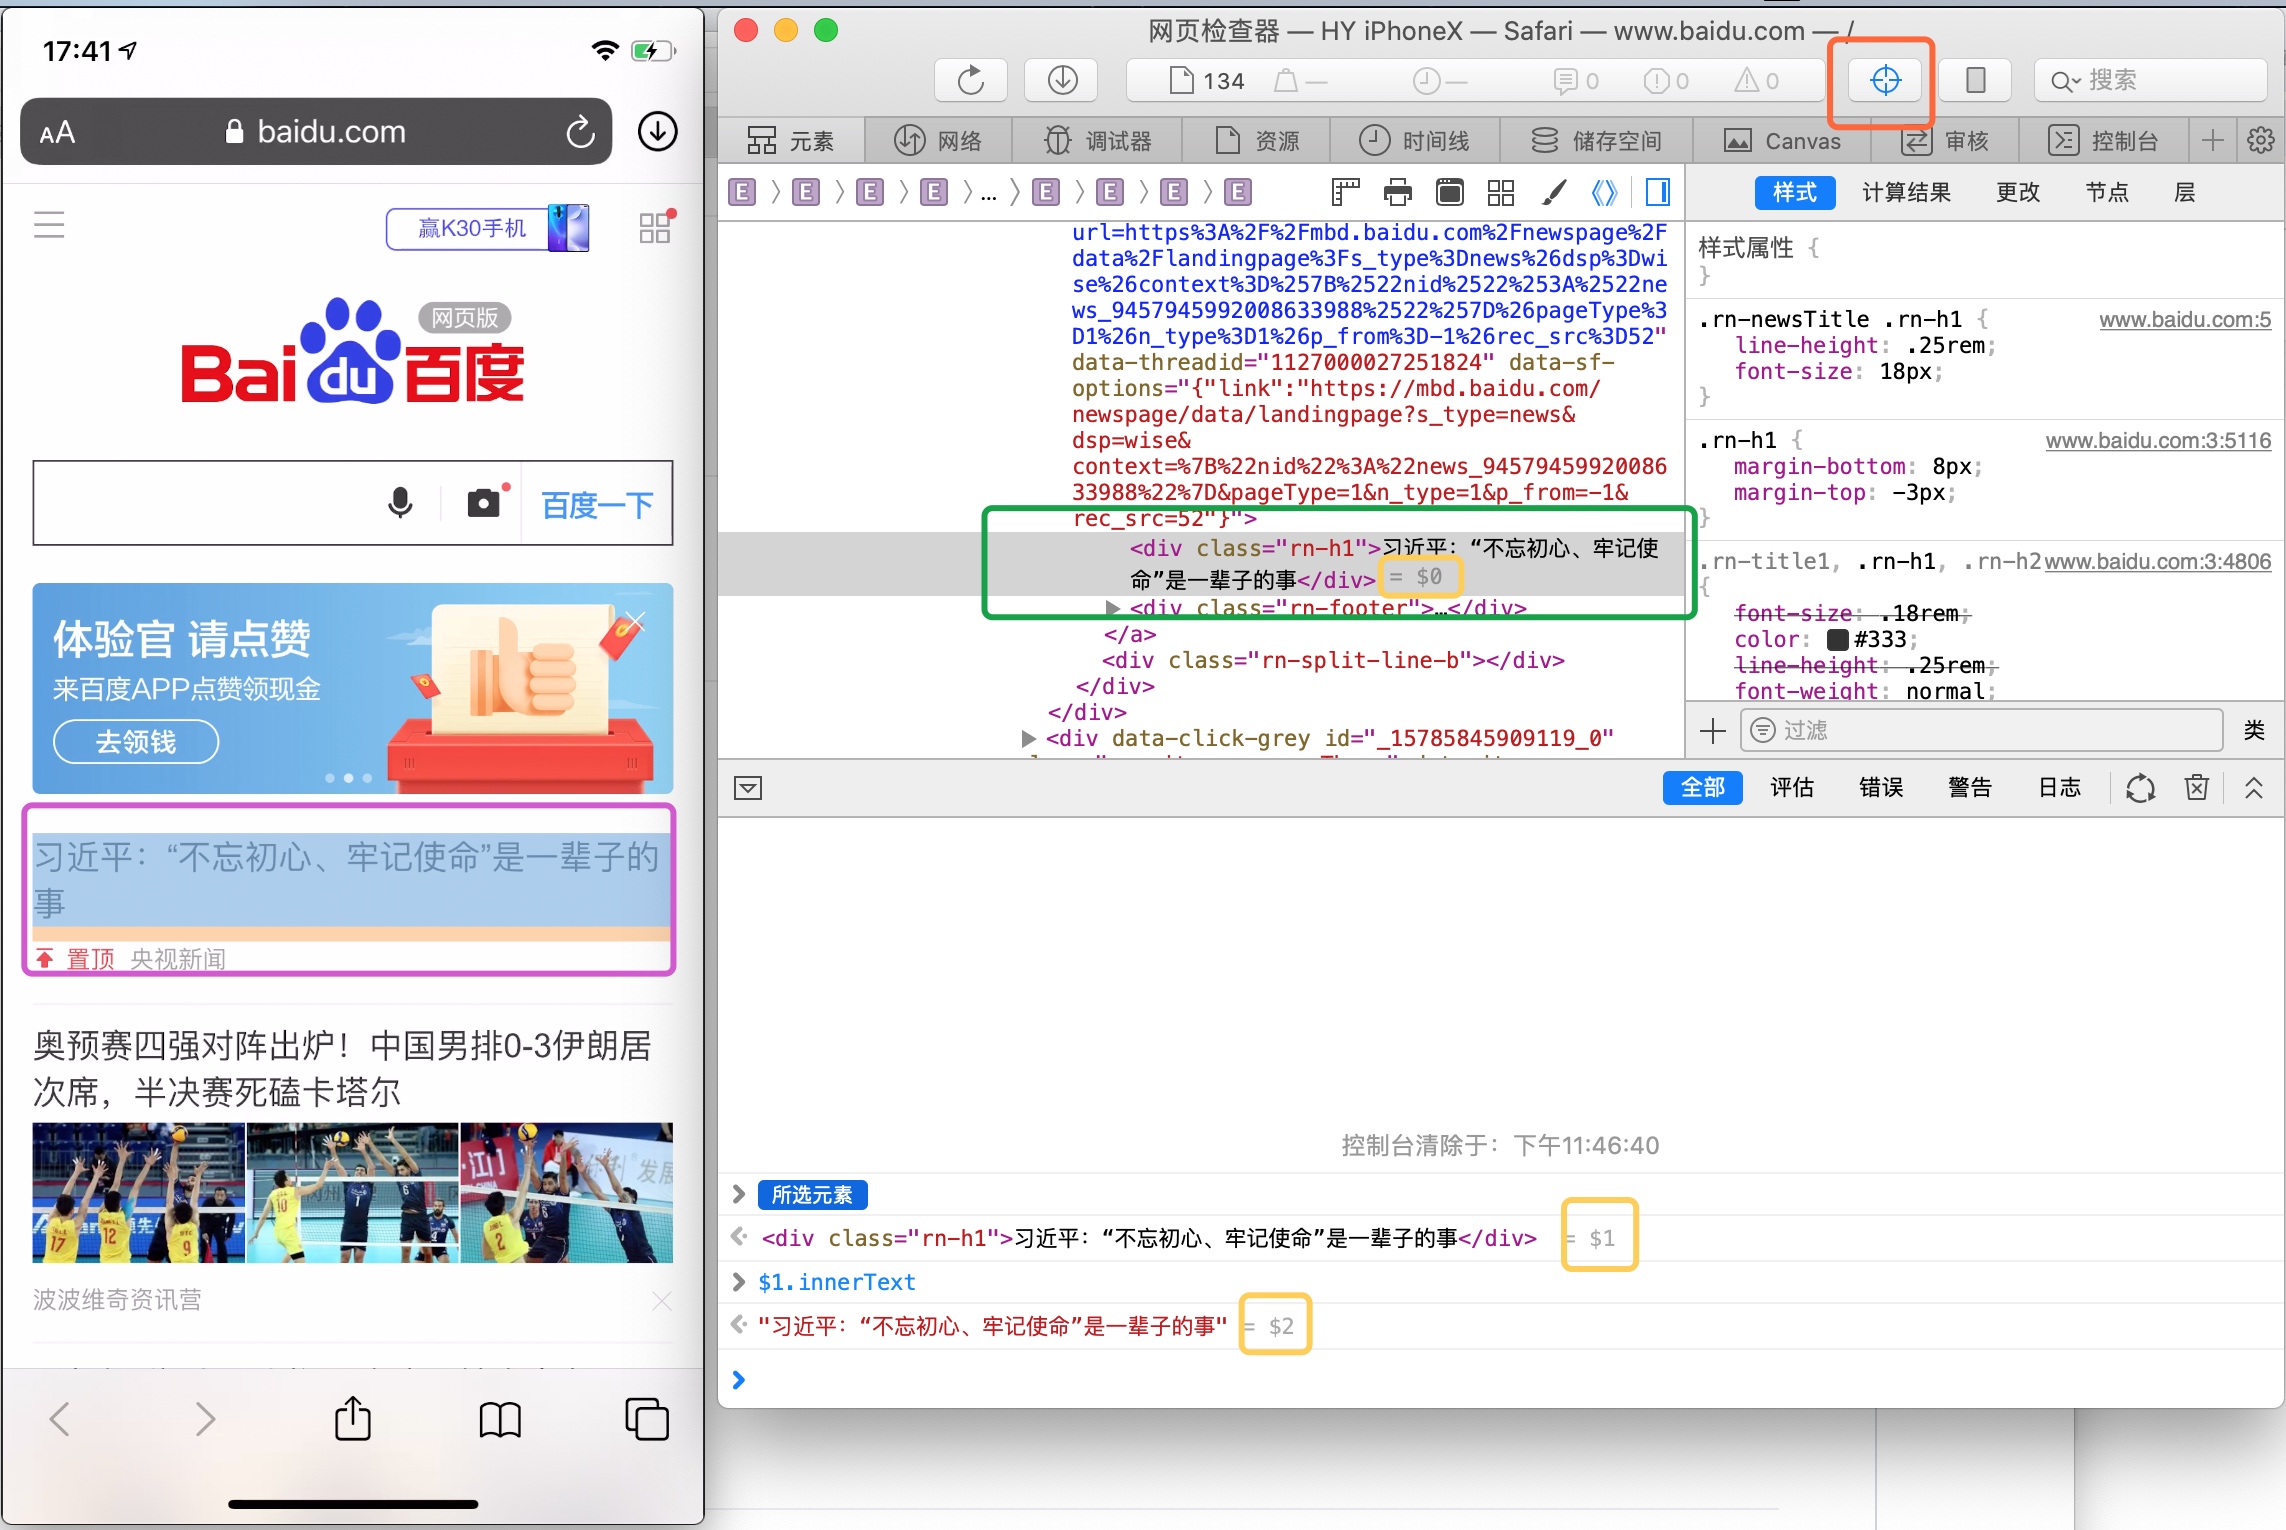 17:41
AA baidu.com
赢K30手机
网页版
Bai du 百度
百度一下
体验官 请点赞
来百度APP点赞领现金
去领钱
习近平：“不忘初心、牢记使命”是一辈子的
事
置顶 央视新闻
奥预赛四强对阵出炉！中国男排0-3伊朗居
次席，半决赛死磕卡塔尔
波波维奇资讯营
网页检查器 — HY iPhoneX — Safari — www.baidu.com — /
134 — — 0 0 0 搜索
元素 网络 调试器 资源 时间线 储存空间 Canvas 审核 控制台
E E E E ... E E E E
url=https%3A%2F%2Fmbd.baidu.com%2Fnewspage%2F
data%2Flandingpage%3Fs_type%3Dnews%26dsp%3Dwi
se%26context%3D%257B%2522nid%2522%253A%2522ne
ws_9457945992008633988%2522%257D%26pageType%3
D1%26n_type%3D1%26p_from%3D-1%26rec_src%3D52"
data-threadid="1127000027251824" data-sf-
options="{"link":"https://mbd.baidu.com/
newspage/data/landingpage?s_type=news&
dsp=wise&
context=%7B%22nid%22%3A%22news_94579459920086
33988%22%7D&pageType=1&n_type=1&p_from=-1&
rec_src=52"}">
<div class="rn-h1">习近平：“不忘初心、牢记使
命”是一辈子的事</div> = $0
<div class="rn-footer">…</div>
</a>
<div class="rn-split-line-b"></div>
</div>
</div>
<div data-click-grey id="_15785845909119_0"
样式 计算结果 更改 节点 层
样式属性 {
}
.rn-newsTitle .rn-h1 { www.baidu.com:5
line-height: .25rem;
font-size: 18px;
}
.rn-h1 { www.baidu.com:3:5116
margin-bottom: 8px;
margin-top: -3px;
}
.rn-title1, .rn-h1, .rn-h2 www.baidu.com:3:4806
{
font-size: .18rem;
color: #333;
line-height: .25rem;
font-weight: normal;
过滤 类
全部 评估 错误 警告 日志
控制台清除于：下午11:46:40
所选元素
<div class="rn-h1">习近平：“不忘初心、牢记使命”是一辈子的事</div> = $1
$1.innerText
"习近平：“不忘初心、牢记使命”是一辈子的事" = $2